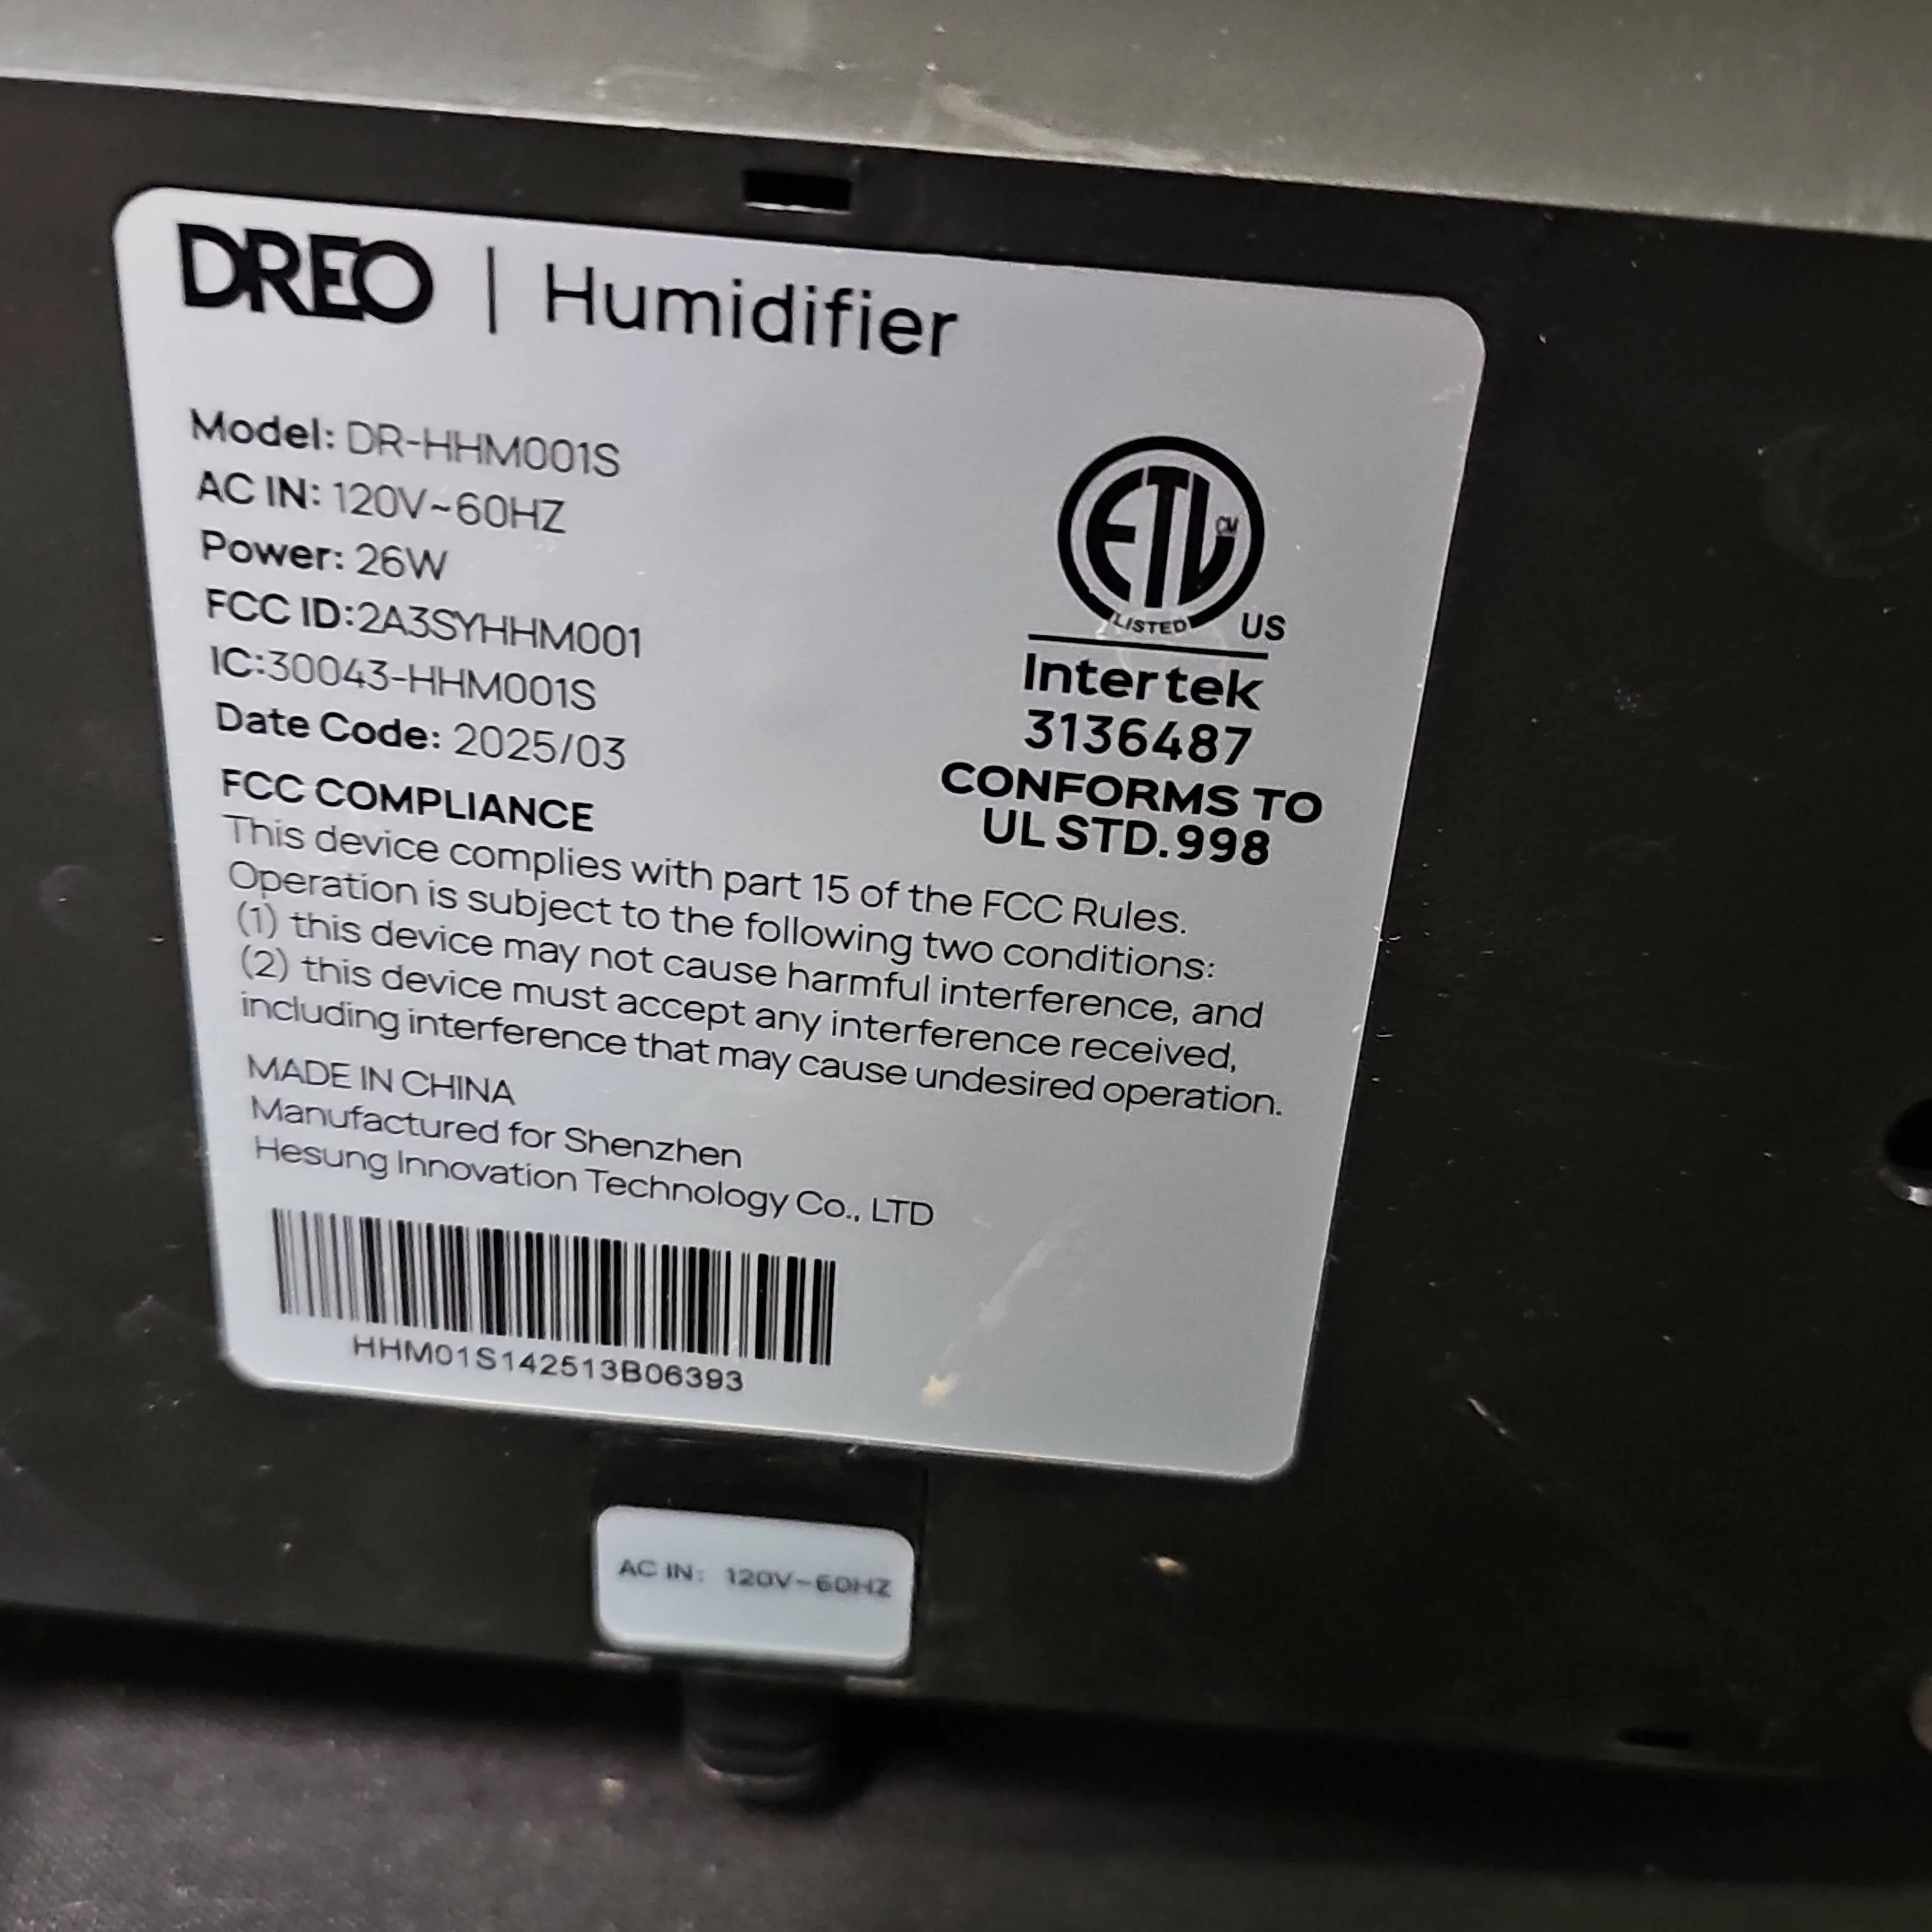 DREO | Humidifier
Model: DR-HHM001S
AC IN: 120V~60HZ
Power: 26W
FCC ID:2A3SYHHM001
IC:30043-HHM001S
Date Code: 2025/03
ETL CM
LISTED US
Intertek
3136487
CONFORMS TO
UL STD.998
FCC COMPLIANCE
This device complies with part 15 of the FCC Rules.
Operation is subject to the following two conditions:
(1) this device may not cause harmful interference, and
(2) this device must accept any interference received,
including interference that may cause undesired operation.
MADE IN CHINA
Manufactured for Shenzhen
Hesung Innovation Technology Co., LTD
HHM01S142513B06393
AC IN: 120V~60HZ